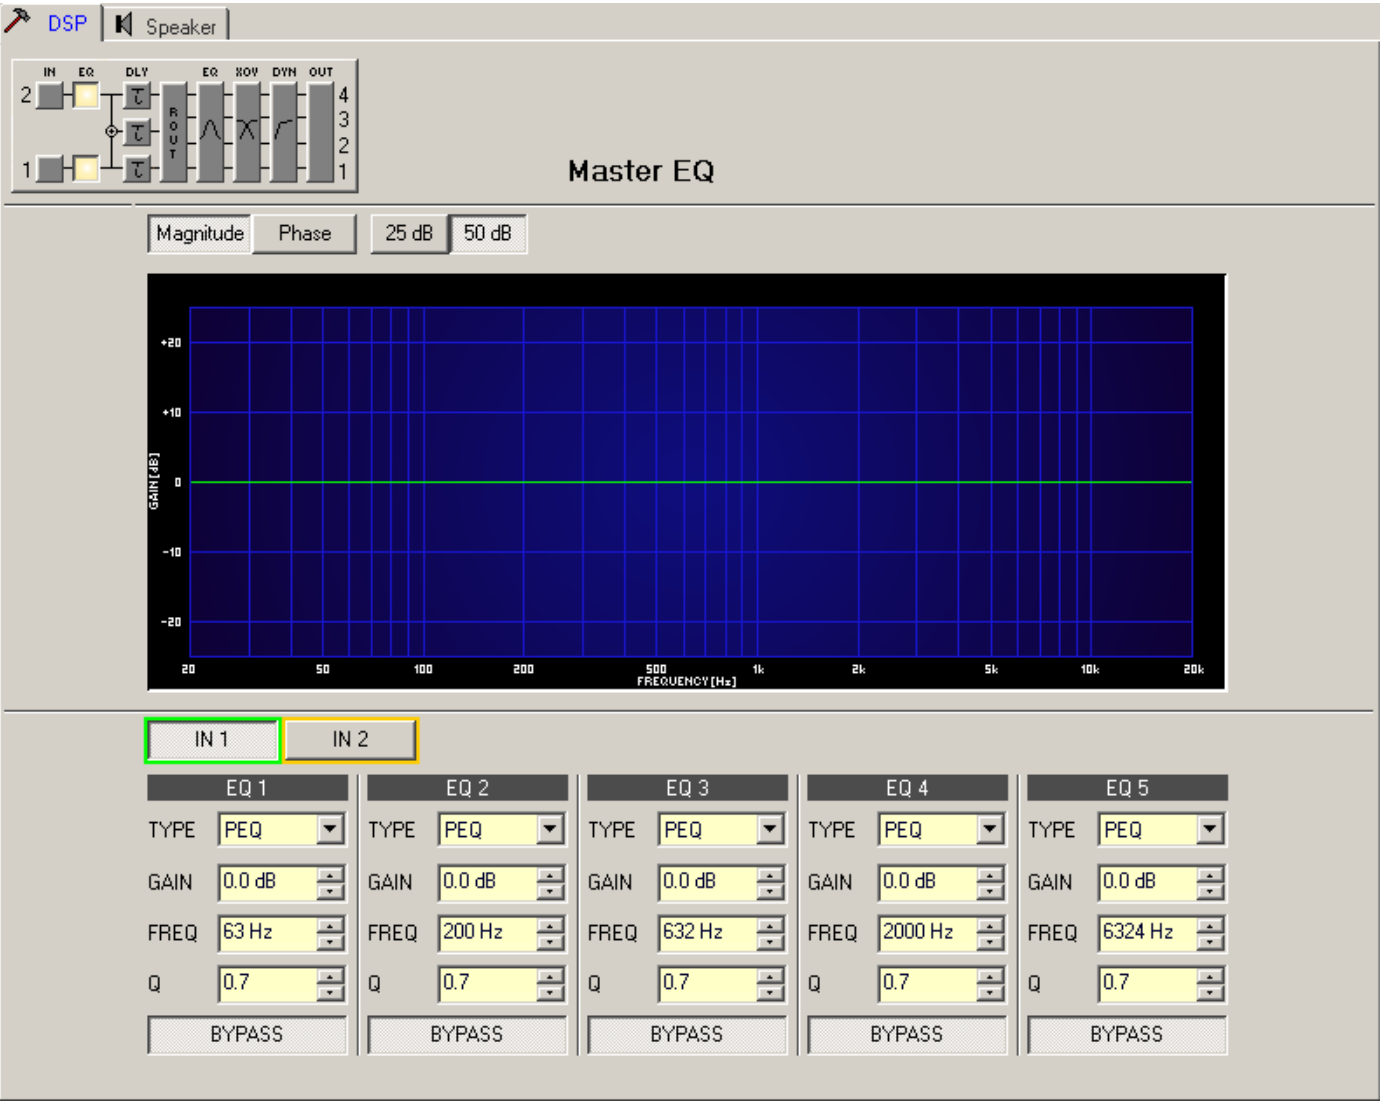 DSP Speaker
IN EQ DLY EQ XOV DYN OUT
2 τ 4
ROUT
3
τ
2
1 τ 1
Master EQ
Magnitude Phase 25 dB 50 dB
+20
+10
GAIN[dB]
0
-10
-20
20 50 100 200 500 1k 2k 5k 10k 20k
FREQUENCY[Hz]
IN 1 IN 2
EQ 1 EQ 2 EQ 3 EQ 4 EQ 5
TYPE PEQ TYPE PEQ TYPE PEQ TYPE PEQ TYPE PEQ
GAIN 0.0 dB GAIN 0.0 dB GAIN 0.0 dB GAIN 0.0 dB GAIN 0.0 dB
FREQ 63 Hz FREQ 200 Hz FREQ 632 Hz FREQ 2000 Hz FREQ 6324 Hz
Q 0.7 Q 0.7 Q 0.7 Q 0.7 Q 0.7
BYPASS BYPASS BYPASS BYPASS BYPASS